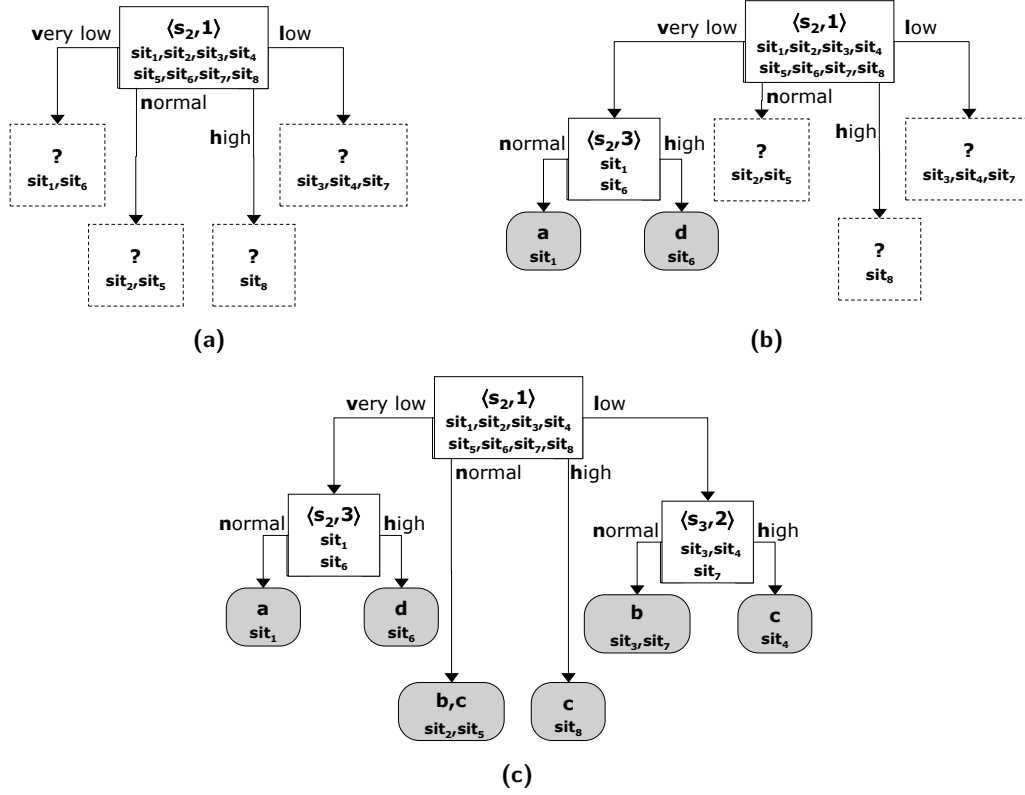 ⟨s₂,1⟩
very low
low
sit₁,sit₂,sit₃,sit₄
sit₅,sit₆,sit₇,sit₈
normal
high
?
sit₁,sit₆
?
sit₃,sit₄,sit₇
?
sit₂,sit₅
?
sit₈
(a)
⟨s₂,1⟩
very low
low
sit₁,sit₂,sit₃,sit₄
sit₅,sit₆,sit₇,sit₈
normal
high
normal
⟨s₂,3⟩
high
sit₁
sit₆
?
sit₂,sit₅
?
sit₃,sit₄,sit₇
a
sit₁
d
sit₆
?
sit₈
(b)
⟨s₂,1⟩
very low
low
sit₁,sit₂,sit₃,sit₄
sit₅,sit₆,sit₇,sit₈
normal
high
normal
⟨s₂,3⟩
high
sit₁
sit₆
normal
⟨s₃,2⟩
high
sit₃,sit₄
sit₇
a
sit₁
d
sit₆
b
sit₃,sit₇
c
sit₄
b,c
sit₂,sit₅
c
sit₈
(c)